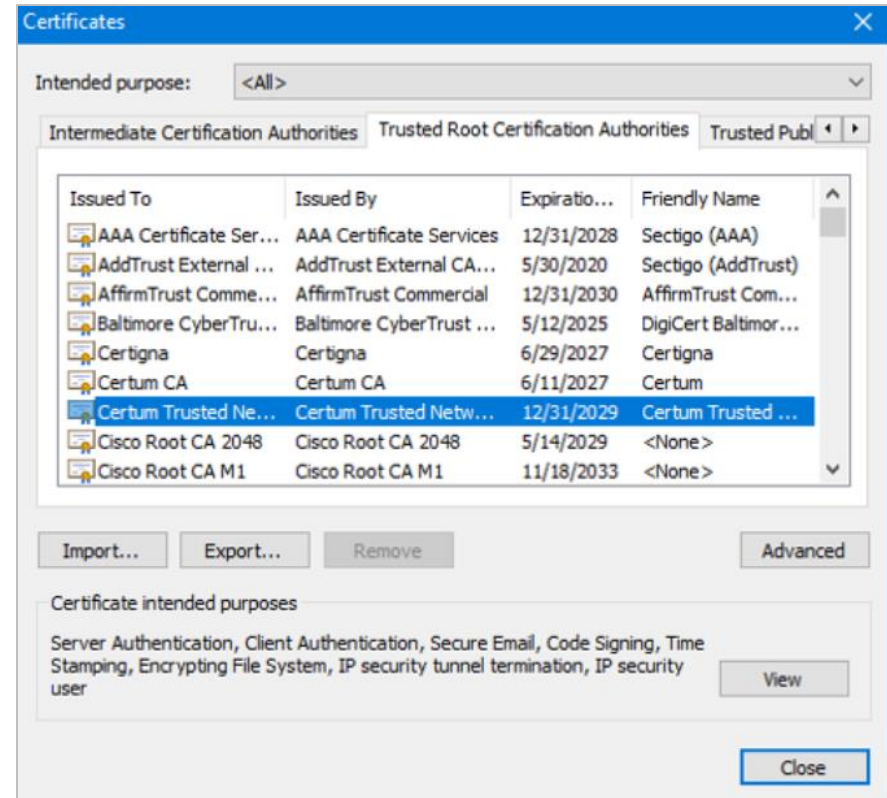 Certificates
Intended purpose: <All>
Intermediate Certification Authorities Trusted Root Certification Authorities Trusted Publ
Issued To Issued By Expiratio... Friendly Name
AAA Certificate Ser... AAA Certificate Services 12/31/2028 Sectigo (AAA)
AddTrust External ... AddTrust External CA... 5/30/2020 Sectigo (AddTrust)
AffirmTrust Comme... AffirmTrust Commercial 12/31/2030 AffirmTrust Com...
Baltimore CyberTru... Baltimore CyberTrust ... 5/12/2025 DigiCert Baltimor...
Certigna Certigna 6/29/2027 Certigna
Certum CA Certum CA 6/11/2027 Certum
Certum Trusted Ne... Certum Trusted Netw... 12/31/2029 Certum Trusted ...
Cisco Root CA 2048 Cisco Root CA 2048 5/14/2029 <None>
Cisco Root CA M1 Cisco Root CA M1 11/18/2033 <None>
Import... Export... Remove Advanced
Certificate intended purposes
Server Authentication, Client Authentication, Secure Email, Code Signing, Time
Stamping, Encrypting File System, IP security tunnel termination, IP security
user
View
Close